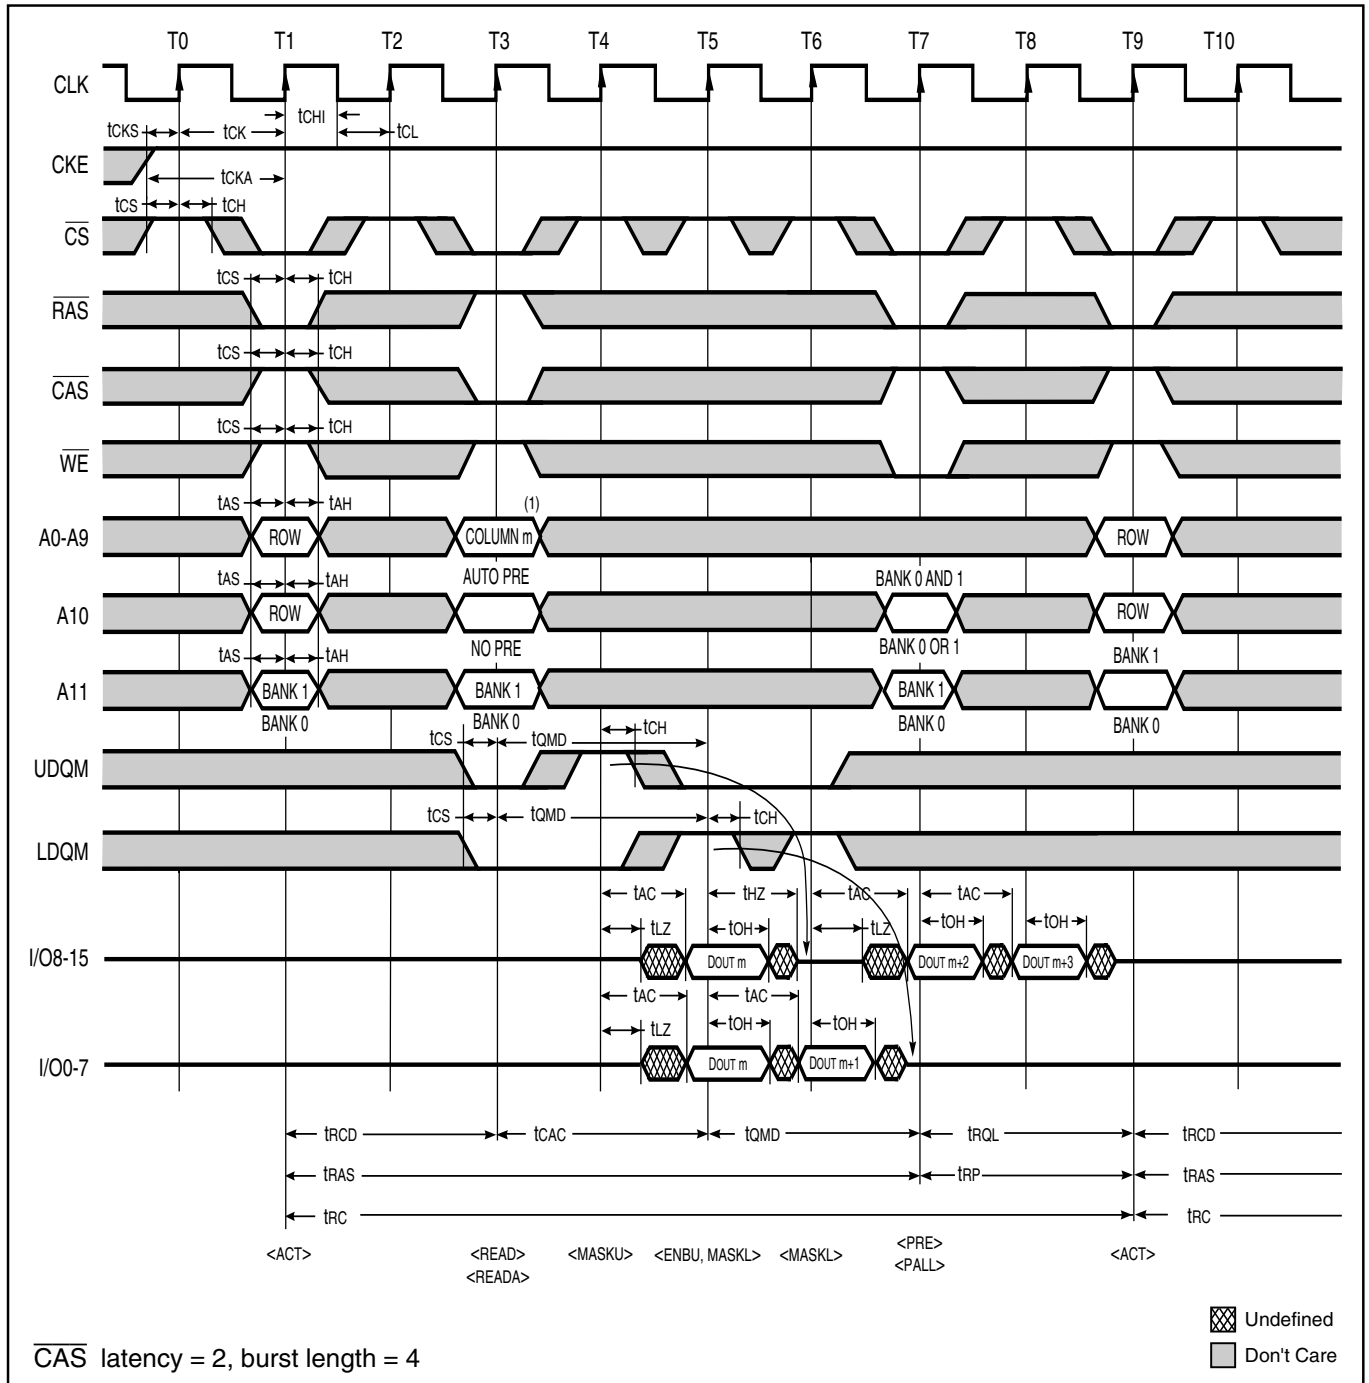 T0 T1 T2 T3 T4 T5 T6 T7 T8 T9 T10
CLK
tCHI
tCKS tCK tCL
CKE
tCKA
tCS tCH
CS
tCS tCH
RAS
tCS tCH
CAS
tCS tCH
WE
tAS tAH (1)
A0-A9 ROW COLUMN m ROW
tAS tAH AUTO PRE BANK 0 AND 1
A10 ROW ROW
tAS tAH NO PRE BANK 0 OR 1 BANK 1
A11 BANK 1 BANK 1 BANK 1
BANK 0 BANK 0 BANK 0 BANK 0
tCS tQMD tCH
UDQM
tCS tQMD tCH
LDQM
tAC tHZ tAC tAC
tLZ tOH tLZ tOH tOH
I/O8-15 DOUT m DOUT m+2 DOUT m+3
tAC tAC
tLZ tOH tOH
I/O0-7 DOUT m DOUT m+1
tRCD tCAC tQMD tRQL tRCD
tRAS tRP tRAS
tRC tRC
<ACT> <READ> <MASKU> <ENBU, MASKL> <MASKL> <PRE> <ACT>
<READA> <PALL>
Undefined
CAS latency = 2, burst length = 4 Don't Care